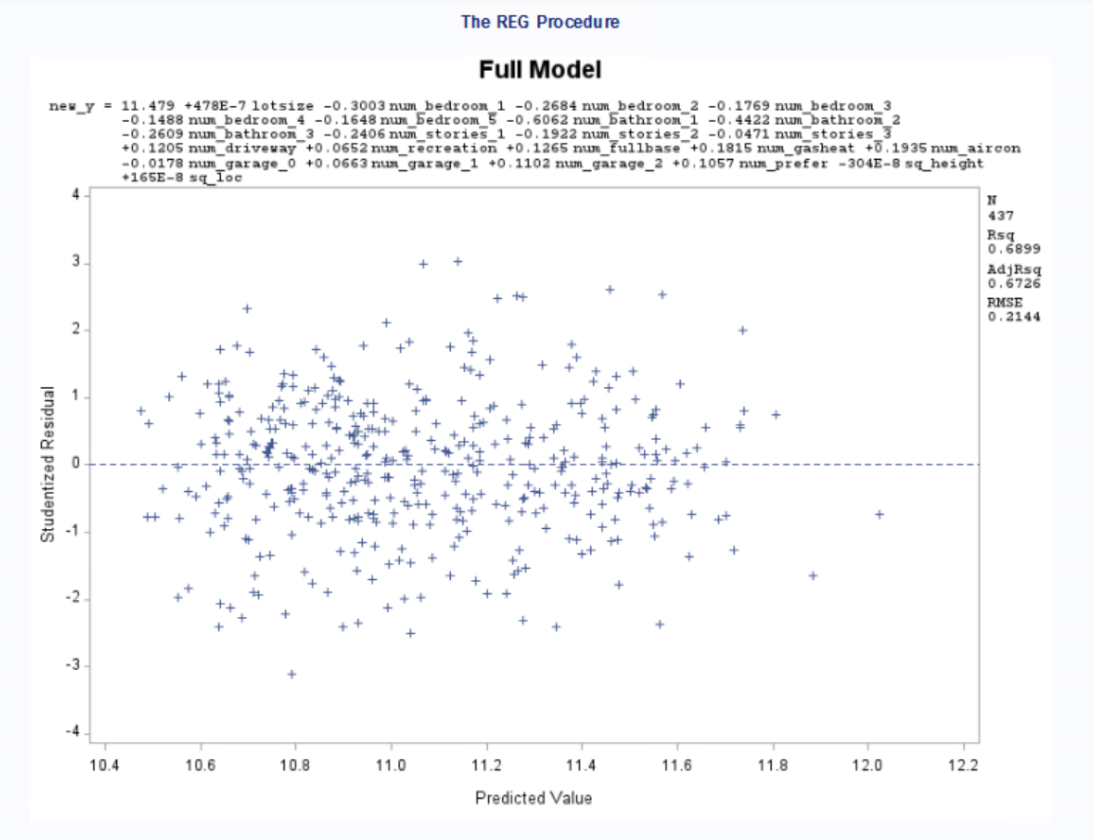 The REG Procedure
Full Model
new_y = 11.479 +478E-7 lotsize -0.3003 num_bedroom_1 -0.2684 num_bedroom_2 -0.1769 num_bedroom_3
-0.1488 num_bedroom_4 -0.1648 num_bedroom_5 -0.6062 num_bathroom_1 -0.4422 num_bathroom_2
-0.2609 num_bathroom_3 -0.2406 num_stories_1 -0.1922 num_stories_2 -0.0471 num_stories_3
+0.1205 num_driveway +0.0652 num_recreation +0.1265 num_fullbase +0.1815 num_gasheat +0.1935 num_aircon
-0.0178 num_garage_0 +0.0663 num_garage_1 +0.1102 num_garage_2 +0.1057 num_prefer -304E-8 sq_height
+165E-8 sq_loc
4
3
2
1
0
-1
-2
-3
-4
Studentized Residual
N
437
Rsq
0.6899
AdjRsq
0.6726
RMSE
0.2144
10.4 10.6 10.8 11.0 11.2 11.4 11.6 11.8 12.0 12.2
Predicted Value